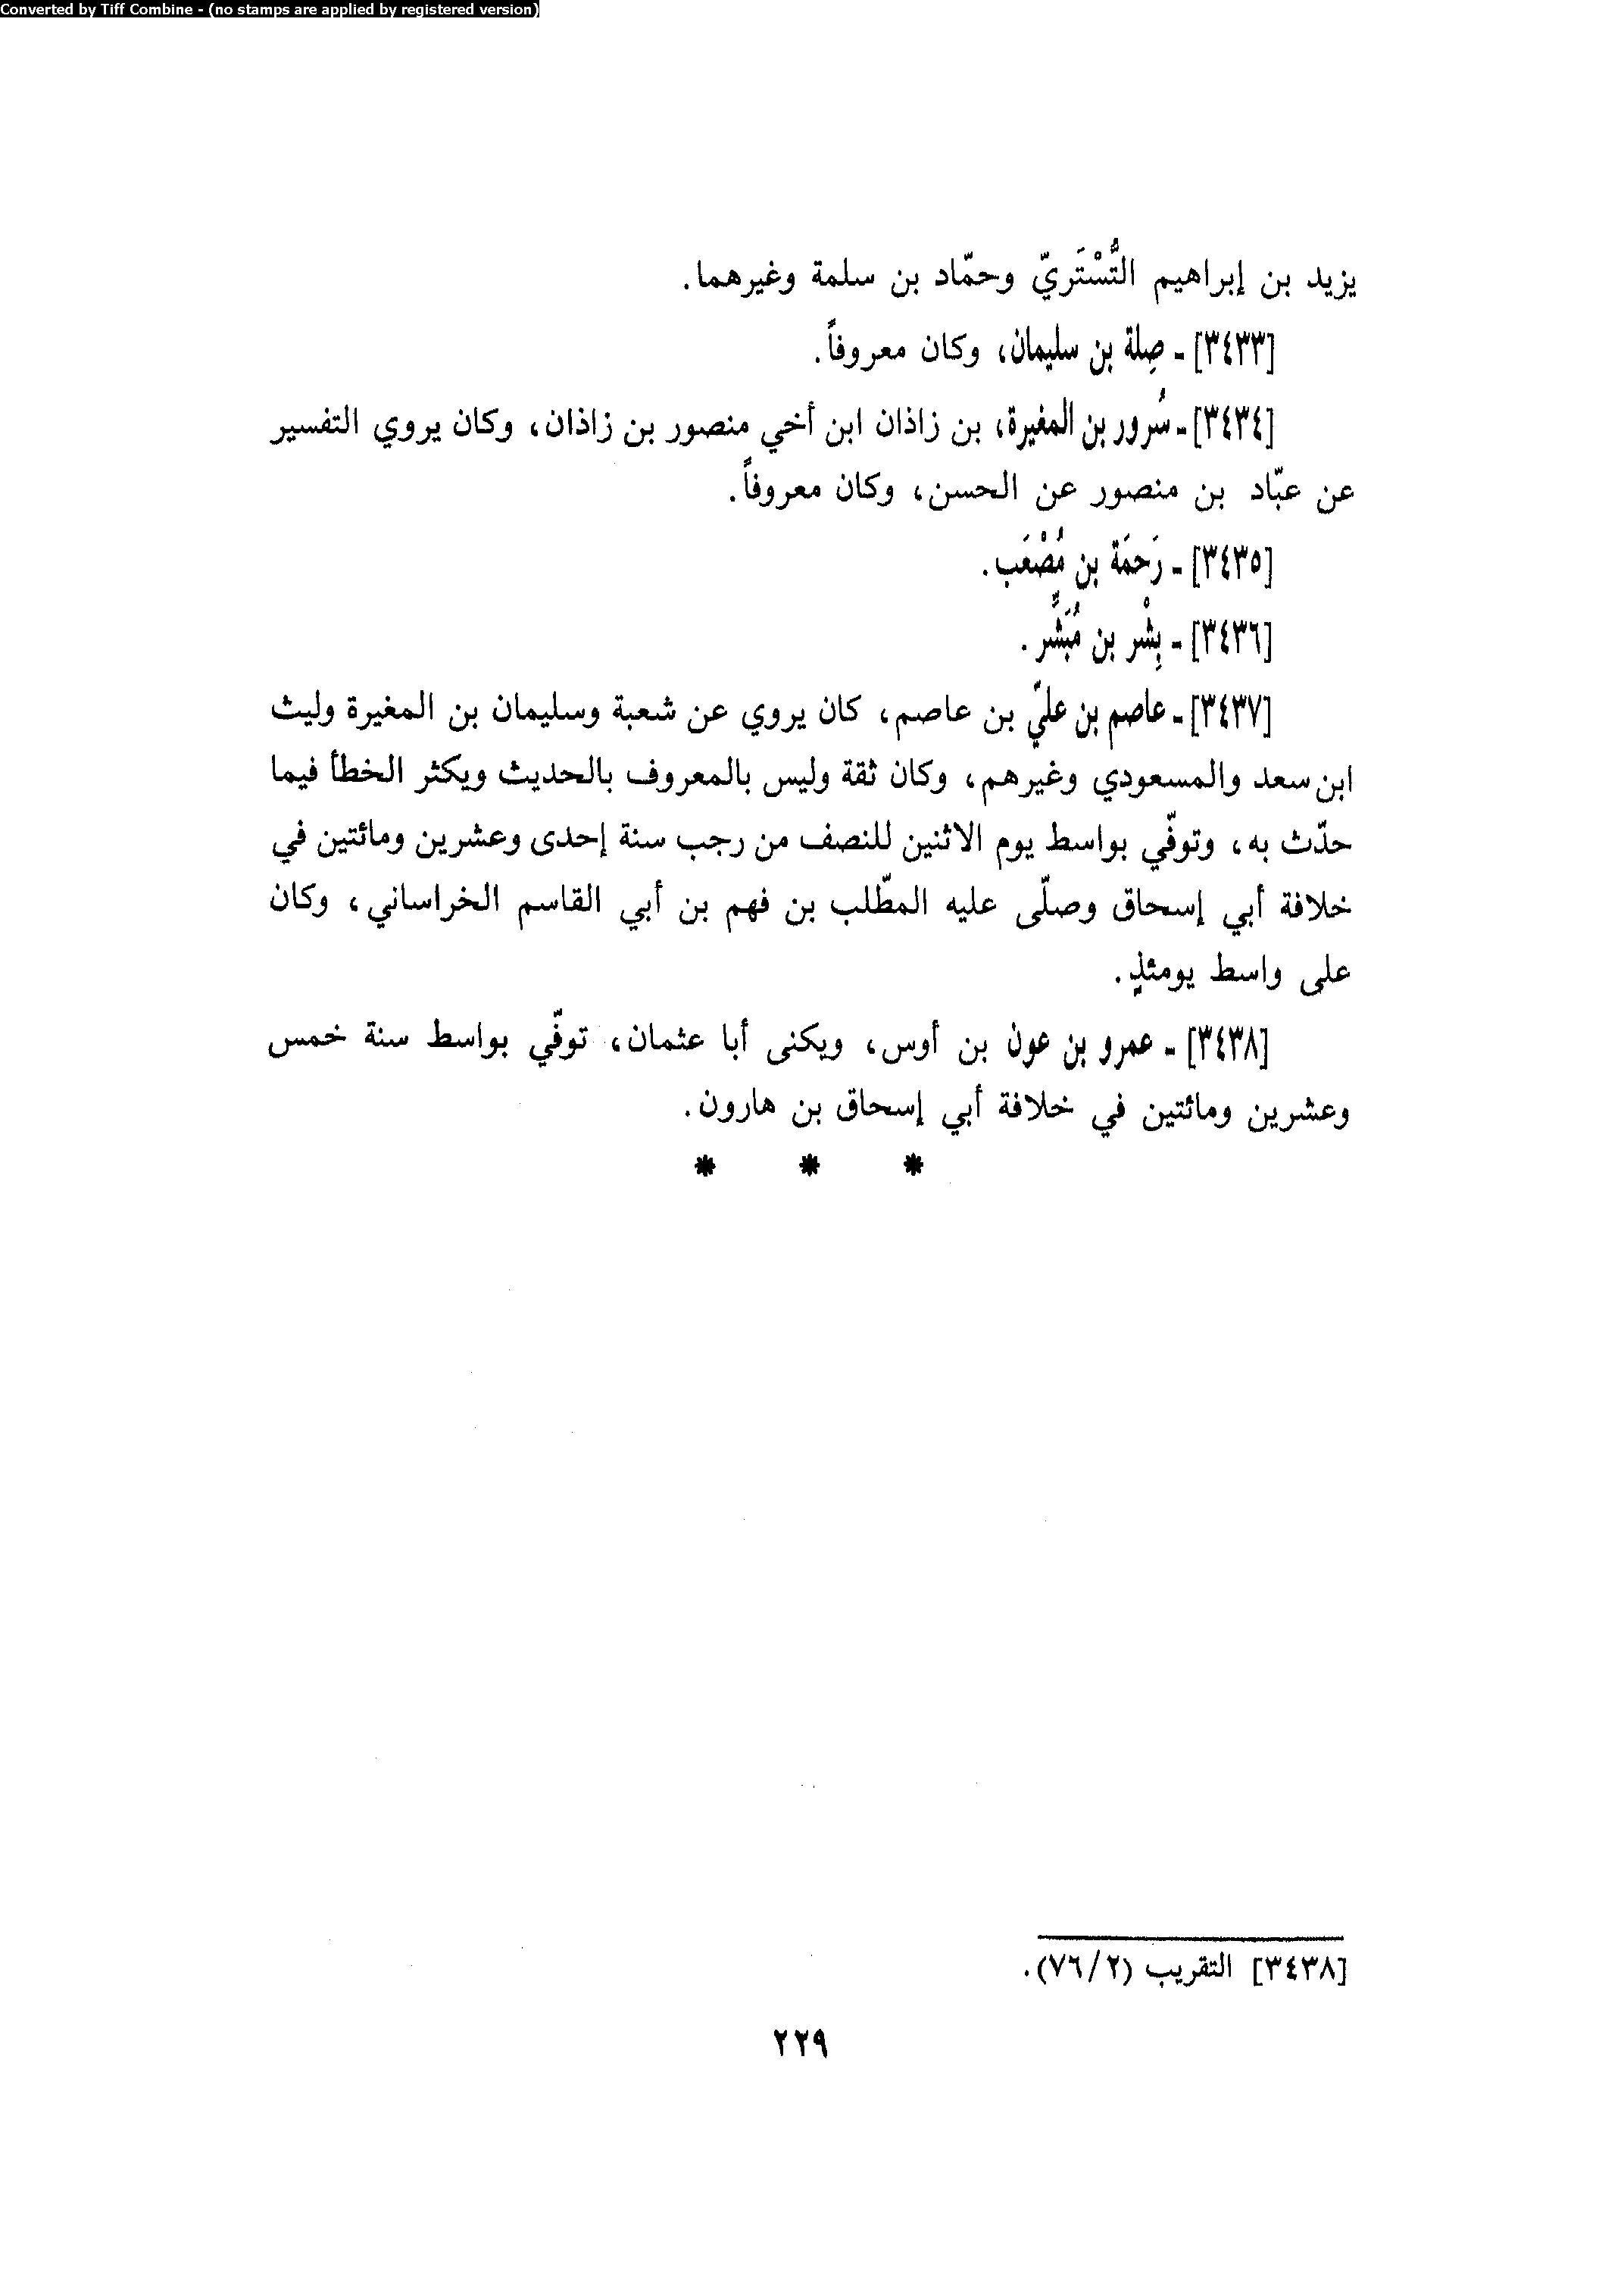 Converted by Tiff Combine - (no stamps are applied by registered version)
يزيد بن إبراهيم التُّسْتَريّ وحمّاد بن سلمة وغيرهما.
[٣٤٣٣] - صِلة بن سليمان، وكان معروفاً.
[٣٤٣٤] - سُرور بن المغيرة، بن زاذان ابن أخي منصور بن زاذان، وكان يروي التفسير
عن عبّاد بن منصور عن الحسن، وكان معروفاً.
[٣٤٣٥] - رَحمَة بن مُصْعَب.
[٣٤٣٦] - بِشْر بن مُبَشِّر.
[٣٤٣٧] - عاصم بن عليّ بن عاصم، كان يروي عن شعبة وسليمان بن المغيرة وليث
ابن سعد والمسعودي وغيرهم، وكان ثقة وليس بالمعروف بالحديث ويكثر الخطأ فيما
حدّث به، وتوفّي بواسط يوم الاثنين للنصف من رجب سنة إحدى وعشرين ومائتين في
خلافة أبي إسحاق وصلّى عليه المطّلب بن فهم بن أبي القاسم الخراساني، وكان
على واسط يومئذٍ.
[٣٤٣٨] - عمرو بن عون بن أوس، ويكنى أبا عثمان، توفّي بواسط سنة خمس
وعشرين ومائتين في خلافة أبي إسحاق بن هارون.
* * *
[٣٤٣٨] التقريب (٧٦/٢).
٢٢٩